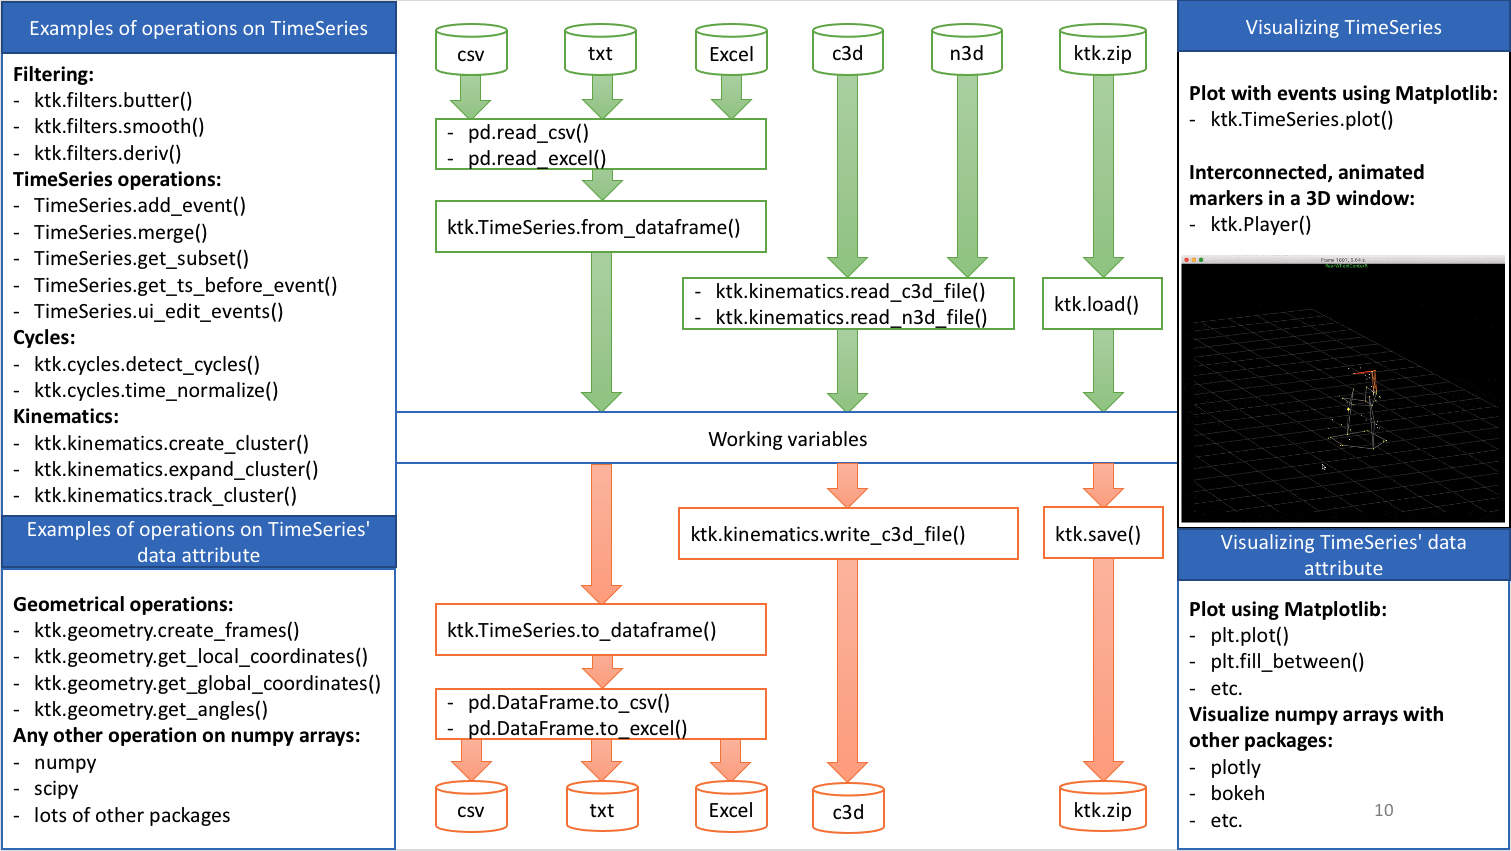 Examples of operations on TimeSeries
Filtering:
- ktk.filters.butter()
- ktk.filters.smooth()
- ktk.filters.deriv()
TimeSeries operations:
- TimeSeries.add_event()
- TimeSeries.merge()
- TimeSeries.get_subset()
- TimeSeries.get_ts_before_event()
- TimeSeries.ui_edit_events()
Cycles:
- ktk.cycles.detect_cycles()
- ktk.cycles.time_normalize()
Kinematics:
- ktk.kinematics.create_cluster()
- ktk.kinematics.expand_cluster()
- ktk.kinematics.track_cluster()
Examples of operations on TimeSeries'
data attribute
Geometrical operations:
- ktk.geometry.create_frames()
- ktk.geometry.get_local_coordinates()
- ktk.geometry.get_global_coordinates()
- ktk.geometry.get_angles()
Any other operation on numpy arrays:
- numpy
- scipy
- lots of other packages
csv
txt
Excel
c3d
n3d
ktk.zip
- pd.read_csv()
- pd.read_excel()
ktk.TimeSeries.from_dataframe()
- ktk.kinematics.read_c3d_file()
- ktk.kinematics.read_n3d_file()
ktk.load()
Working variables
ktk.kinematics.write_c3d_file()
ktk.save()
ktk.TimeSeries.to_dataframe()
- pd.DataFrame.to_csv()
- pd.DataFrame.to_excel()
csv
txt
Excel
c3d
ktk.zip
Visualizing TimeSeries
Plot with events using Matplotlib:
- ktk.TimeSeries.plot()
Interconnected, animated
markers in a 3D window:
- ktk.Player()
Visualizing TimeSeries' data
attribute
Plot using Matplotlib:
- plt.plot()
- plt.fill_between()
- etc.
Visualize numpy arrays with
other packages:
- plotly
- bokeh
- etc.
10